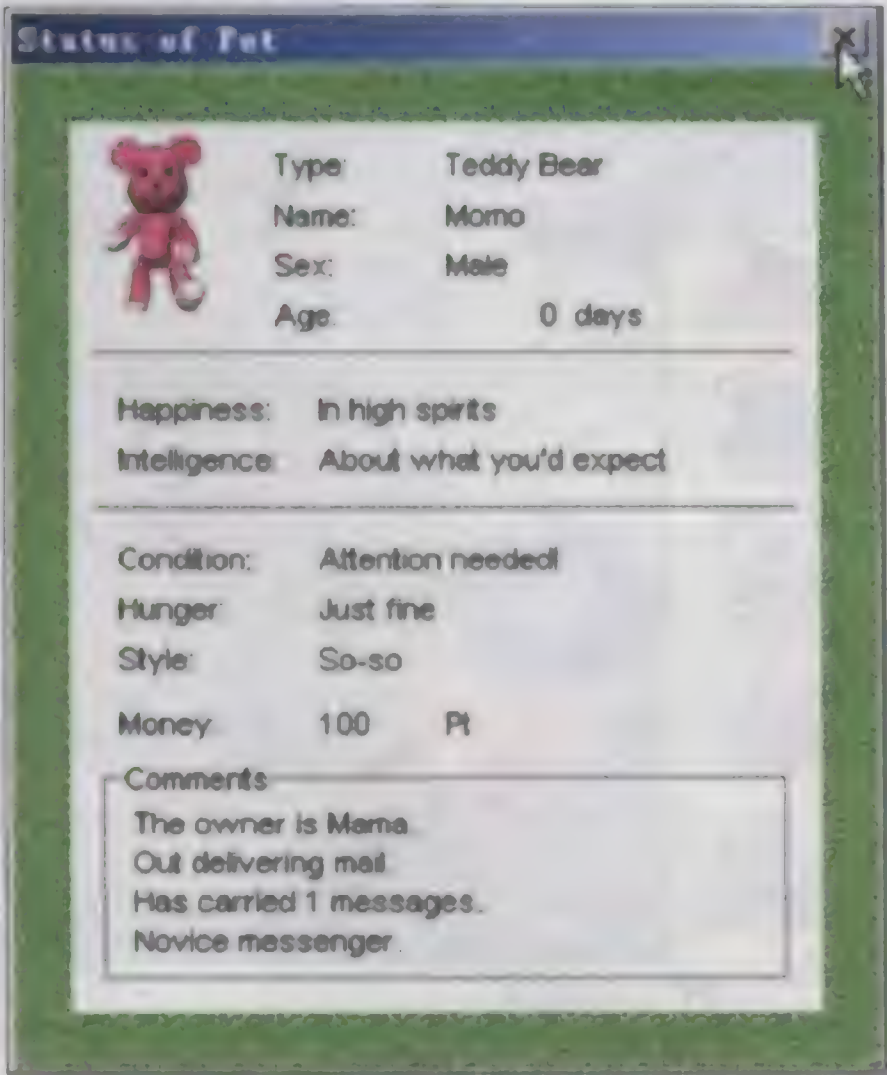 Status of Pet
Type: Teddy Bear
Name: Momo
Sex: Male
Age: 0 days
Happiness: In high spirits
Intelligence: About what you'd expect
Condition: Attention needed!
Hunger: Just fine
Style: So-so
Money: 100 Pt
Comments
The owner is Mama.
Out delivering mail.
Has carried 1 messages.
Novice messenger.